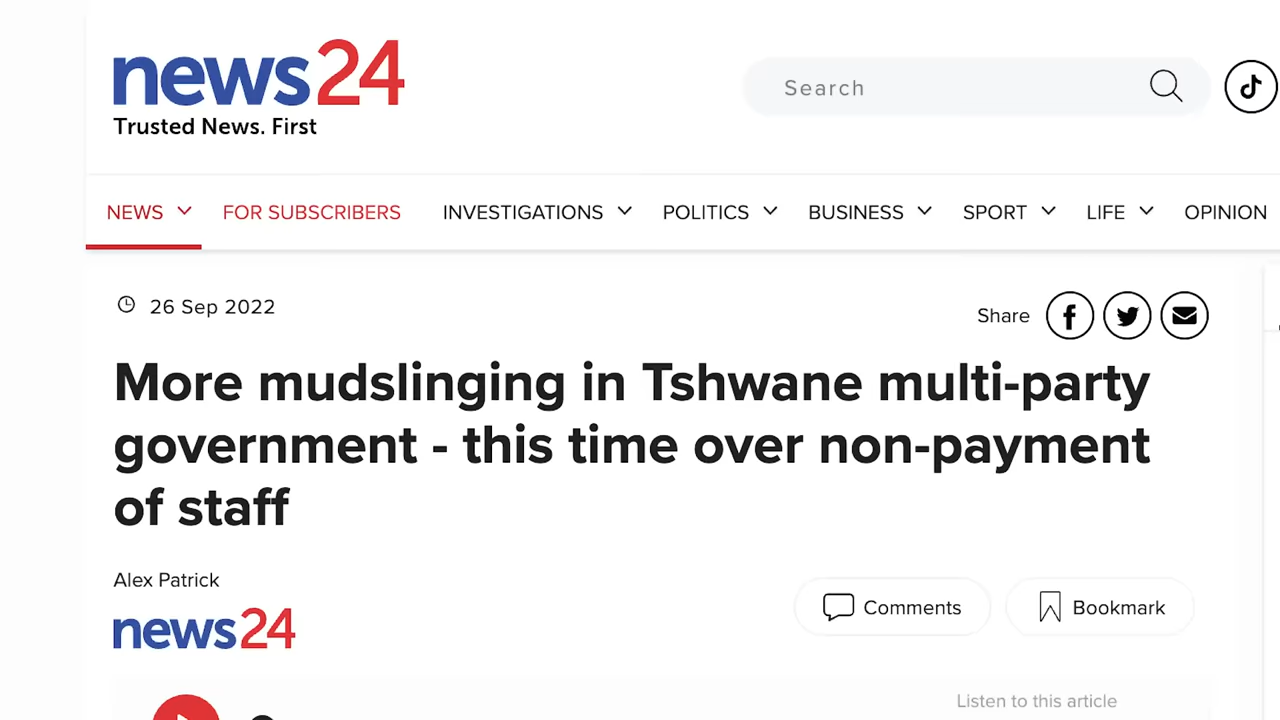 news24
Trusted News. First
Search
NEWS FOR SUBSCRIBERS INVESTIGATIONS POLITICS BUSINESS SPORT LIFE OPINION
26 Sep 2022
Share
More mudslinging in Tshwane multi-party
government - this time over non-payment
of staff
Alex Patrick
news24
Comments Bookmark
Listen to this article